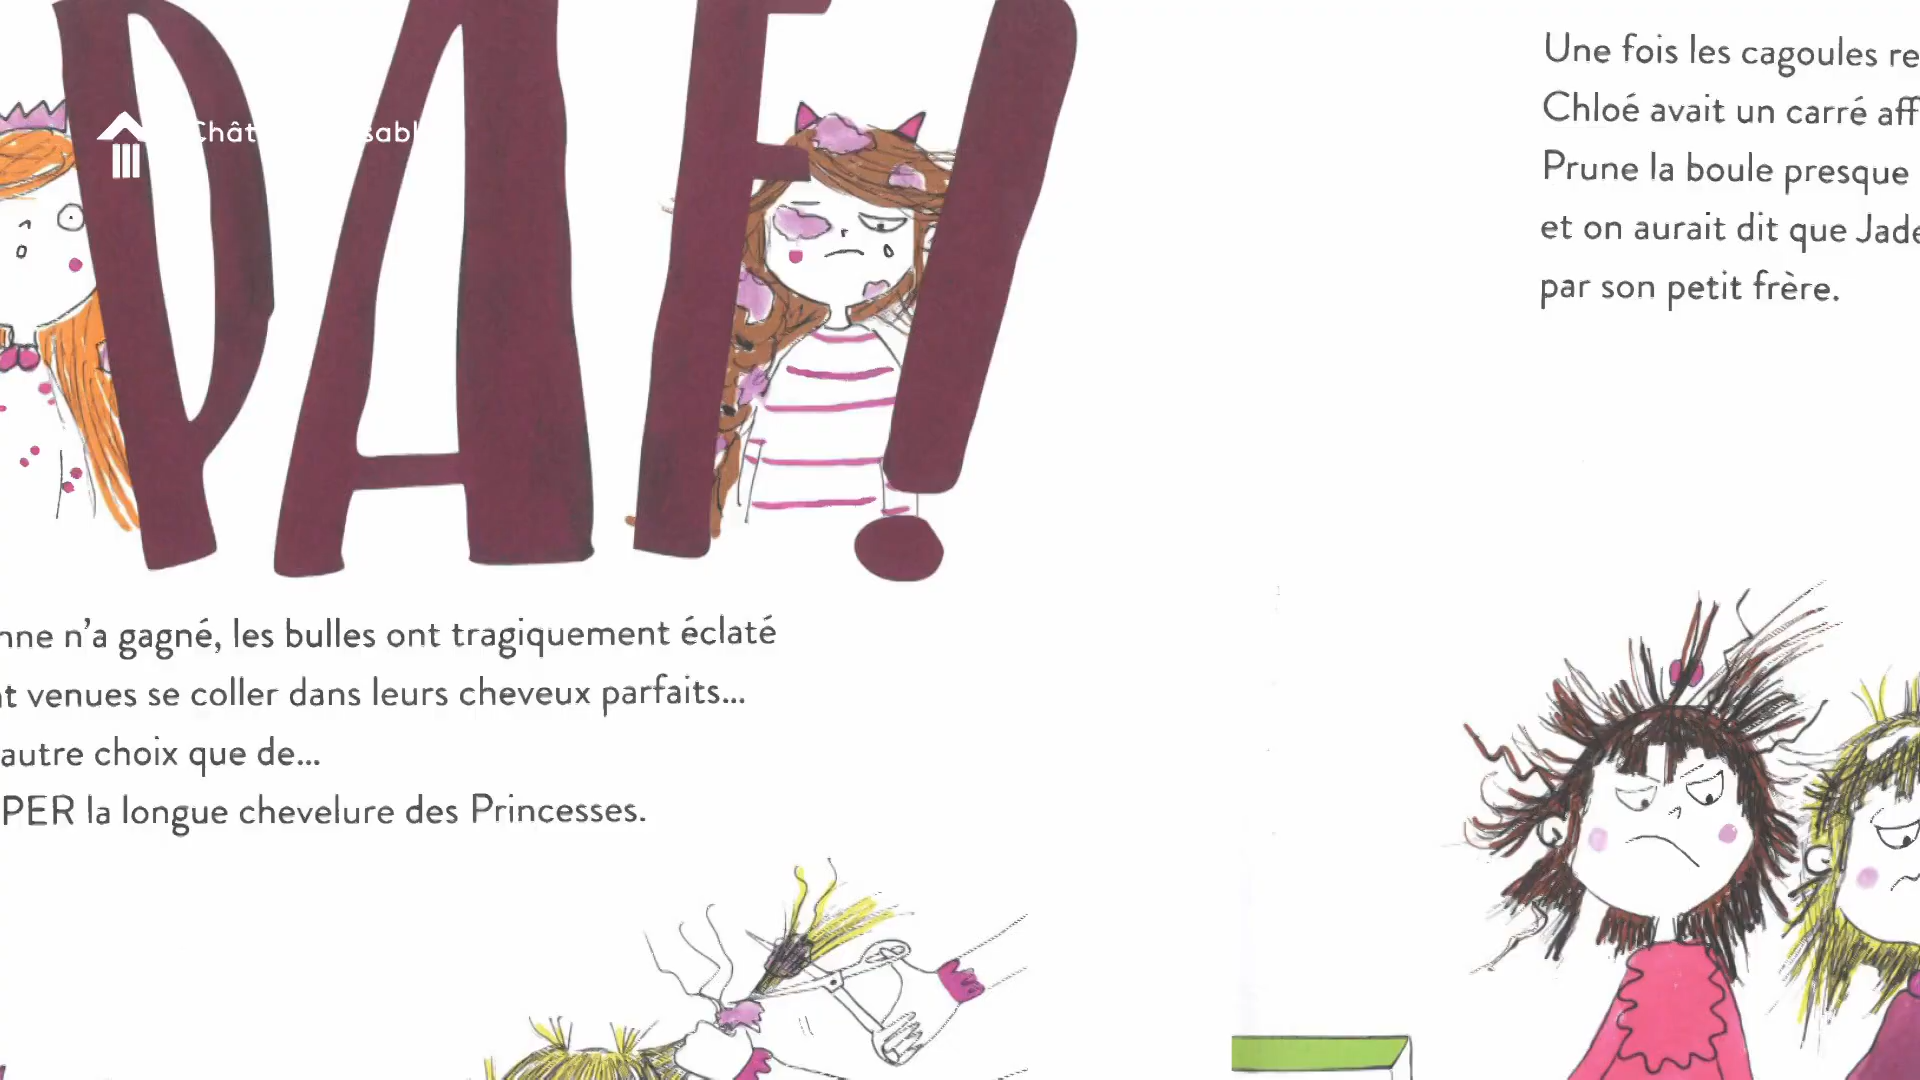 PAF!
Chât sabl
nne n'a gagné, les bulles ont tragiquement éclaté
t venues se coller dans leurs cheveux parfaits...
autre choix que de...
PER la longue chevelure des Princesses.
Une fois les cagoules re
Chloé avait un carré aff
Prune la boule presque
et on aurait dit que Jade
par son petit frère.